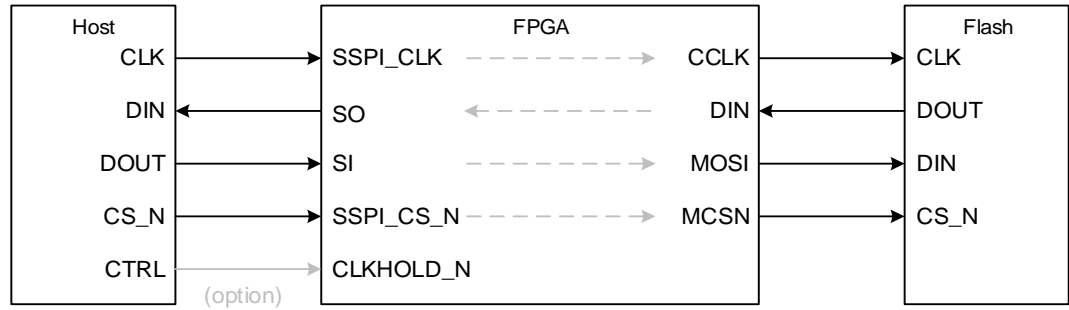 Host FPGA Flash
CLK SSPI_CLK CCLK CLK
DIN SO DIN DOUT
DOUT SI MOSI DIN
CS_N SSPI_CS_N MCSN CS_N
CTRL CLKHOLD_N
(option)